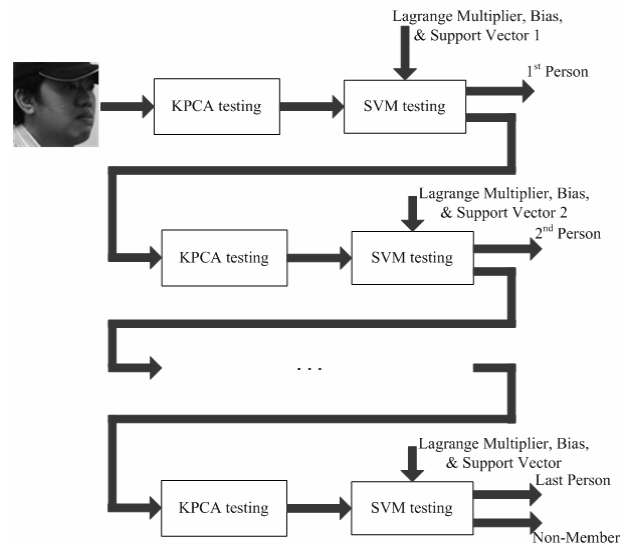 Lagrange Multiplier, Bias,
& Support Vector 1
1st Person
KPCA testing
SVM testing
Lagrange Multiplier, Bias,
& Support Vector 2
2nd Person
KPCA testing
SVM testing
. . .
Lagrange Multiplier, Bias,
& Support Vector
Last Person
KPCA testing
SVM testing
Non-Member